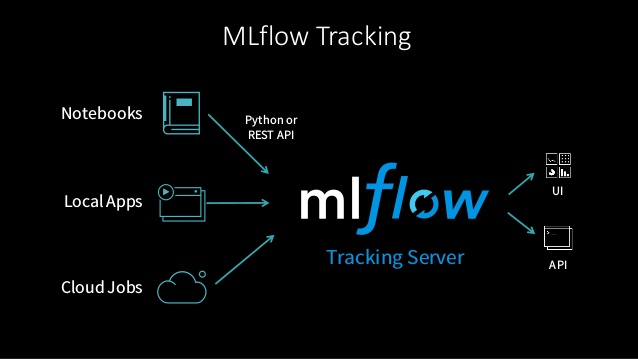 MLflow Tracking
Notebooks
Python or
REST API
Local Apps
mlflow
UI
Tracking Server
API
Cloud Jobs